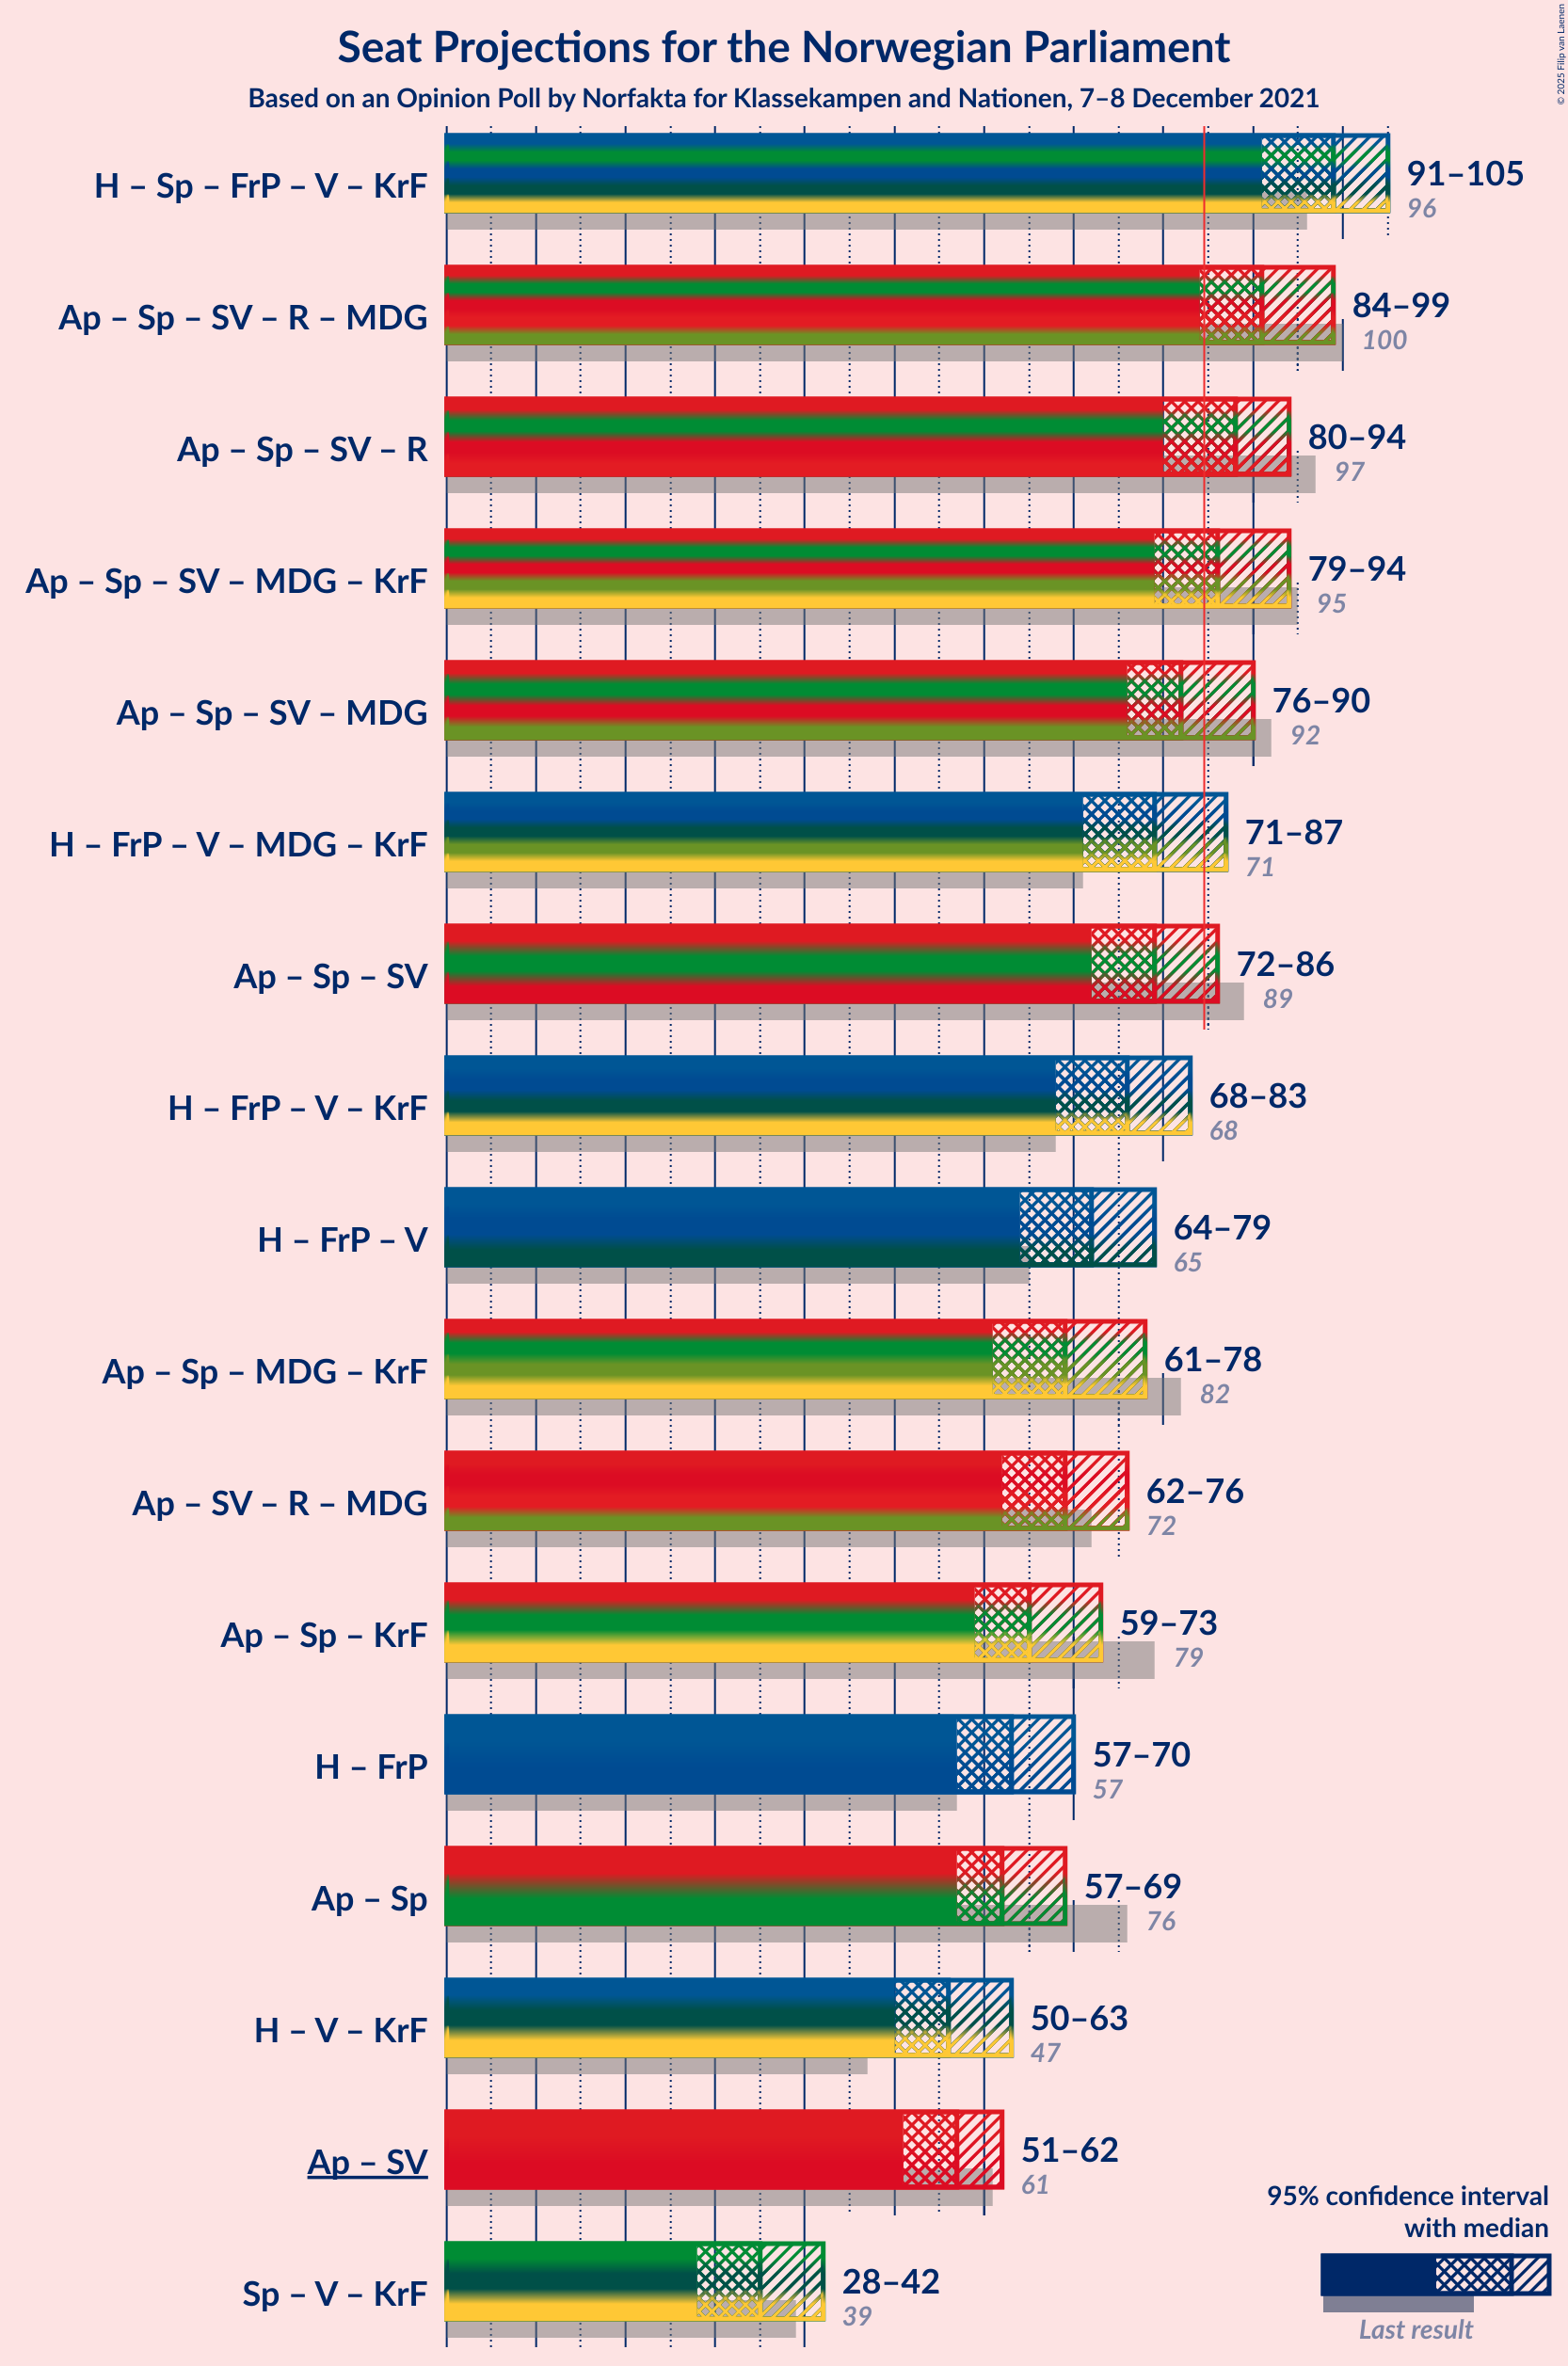 Seat Projections for the Norwegian Parliament
Based on an Opinion Poll by Norfakta for Klassekampen and Nationen, 7–8 December 2021
© 2025 Filip van Laenen
H – Sp – FrP – V – KrF
91–105
96
Ap – Sp – SV – R – MDG
84–99
100
Ap – Sp – SV – R
80–94
97
Ap – Sp – SV – MDG – KrF
79–94
95
Ap – Sp – SV – MDG
76–90
92
H – FrP – V – MDG – KrF
71–87
71
Ap – Sp – SV
72–86
89
H – FrP – V – KrF
68–83
68
H – FrP – V
64–79
65
Ap – Sp – MDG – KrF
61–78
82
Ap – SV – R – MDG
62–76
72
Ap – Sp – KrF
59–73
79
H – FrP
57–70
57
Ap – Sp
57–69
76
H – V – KrF
50–63
47
Ap – SV
51–62
61
Sp – V – KrF
28–42
39
95% confidence interval
with median
Last result